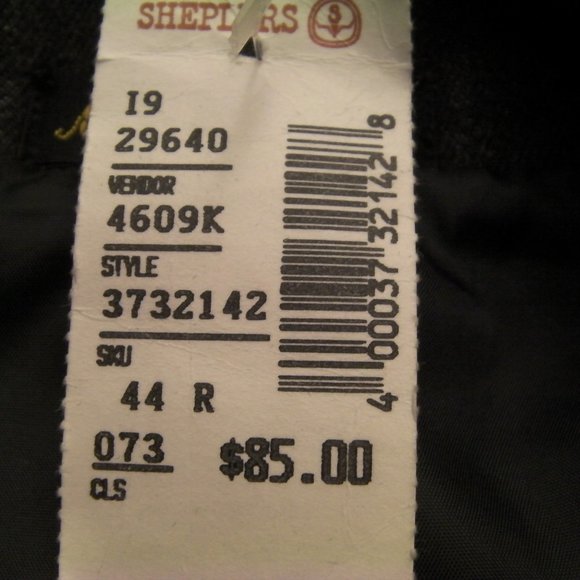 SHEPLERS
I9
29640
VENDOR
4609K
STYLE
3732142
SKU
44 R
073
CLS
$85.00
4 00037 32142 8